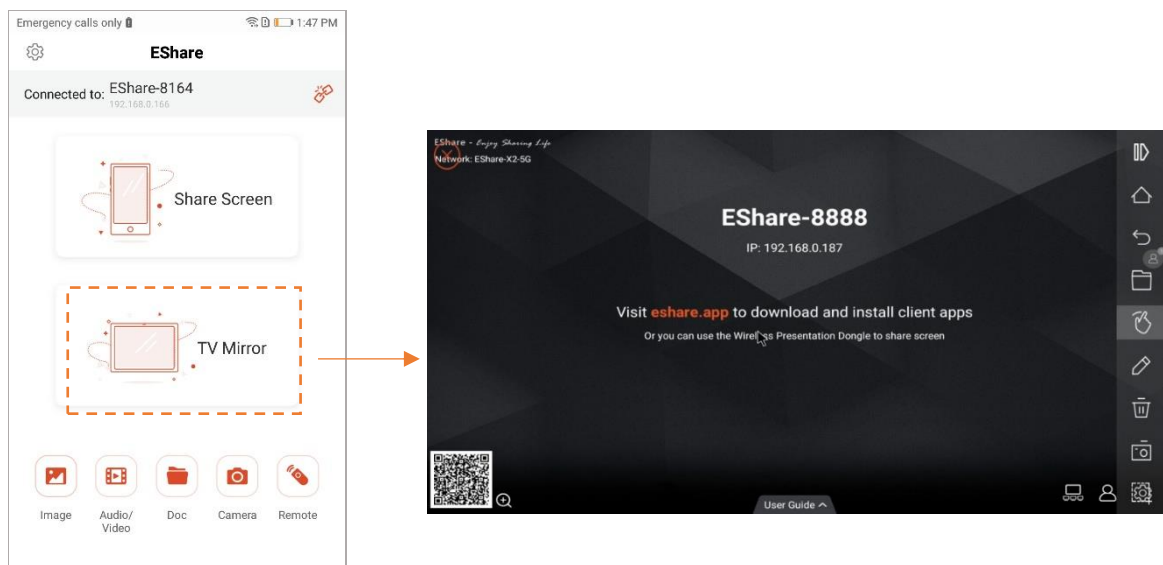 Emergency calls only
1:47 PM
EShare
Connected to: EShare-8164
192.168.0.166
Share Screen
TV Mirror
Image
Audio/
Video
Doc
Camera
Remote
EShare - Enjoy Sharing Life
Network: EShare-X2-5G
EShare-8888
IP: 192.168.0.187
Visit eshare.app to download and install client apps
Or you can use the Wireless Presentation Dongle to share screen
User Guide